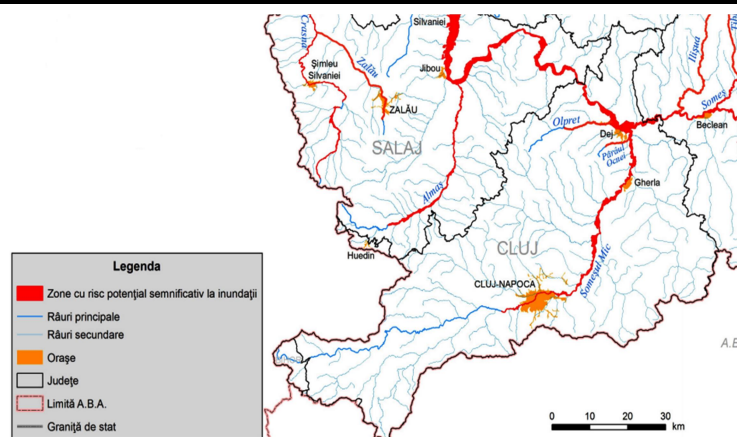 Silvaniei
Crasna
Șimleu
Silvaniei
Zalău
ZALĂU
Jibou
SALAJ
Almaș
Huedin
Olpret
Dej
Pârâul
Ocnei
Gherla
Ilișua
Someș
Beclean
CLUJ
CLUJ-NAPOCA
Someșul Mic
A.B
Legenda
Zone cu risc potențial semnificativ la inundații
Râuri principale
Râuri secundare
Orașe
Județe
Limită A.B.A.
Graniță de stat
0 10 20 30
km